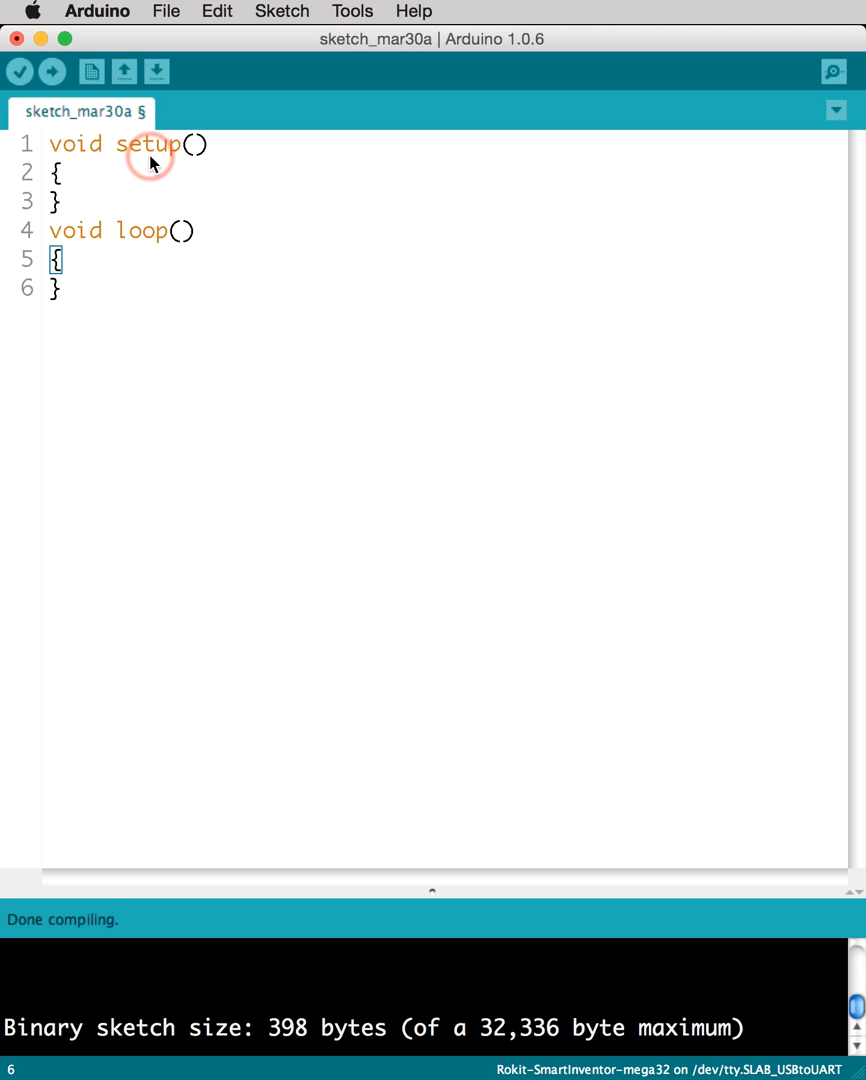 Arduino File Edit Sketch Tools Help
sketch_mar30a | Arduino 1.0.6
sketch_mar30a §
1 void setup()
2 {
3 }
4 void loop()
5 {
6 }
Done compiling.
Binary sketch size: 398 bytes (of a 32,336 byte maximum)
6 Rokit-SmartInventor-mega32 on /dev/tty.SLAB_USBtoUART